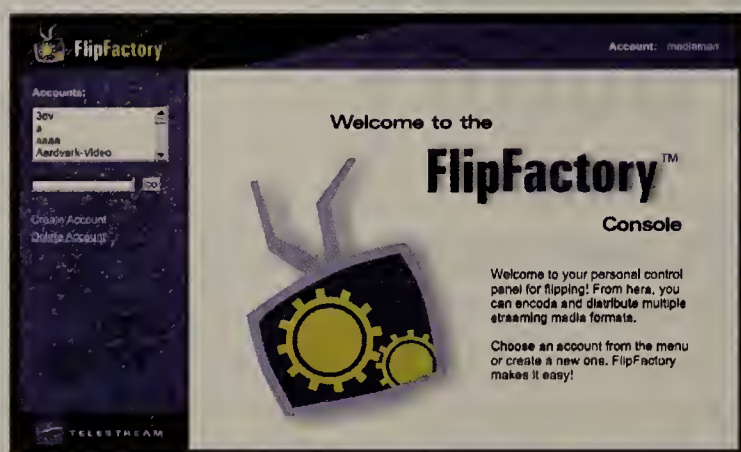 FlipFactory
Account: mediaman
Accounts:
3cv
a
aaaa
Aardvark-Video
GO
Create Account
Delete Account
Welcome to the
FlipFactory™
Console
Welcome to your personal control
panel for flipping! From here, you
can encode and distribute multiple
streaming media formats.
Choose an account from the menu
or create a new one. FlipFactory
makes it easy!
TELESTREAM